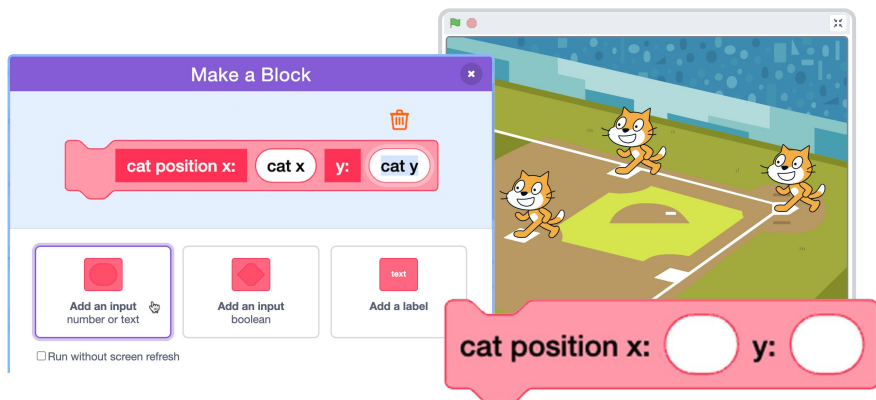 Make a Block
cat position x: cat x y: cat y
text
Add an input
number or text
Add an input
boolean
Add a label
Run without screen refresh
cat position x: y: